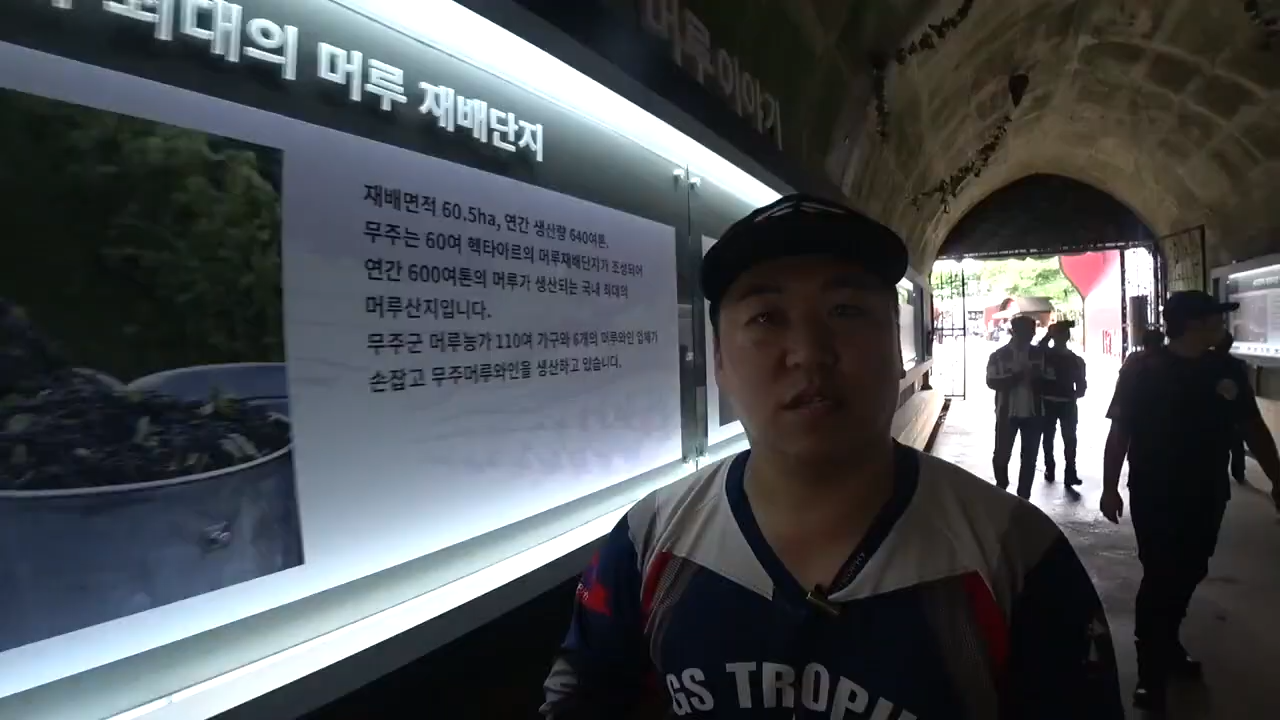 최대의 머루 재배단지
머루이야기
재배면적 60.5ha, 연간 생산량 640여톤.
무주는 60여 헥타아르의 머루재배단지가 조성되어
연간 600여톤의 머루가 생산되는 국내 최대의
머루산지입니다.
무주군 머루농가 110여 가구와 6개의 머루와인 업체가
손잡고 무주머루와인을 생산하고 있습니다.
GS TROPHY